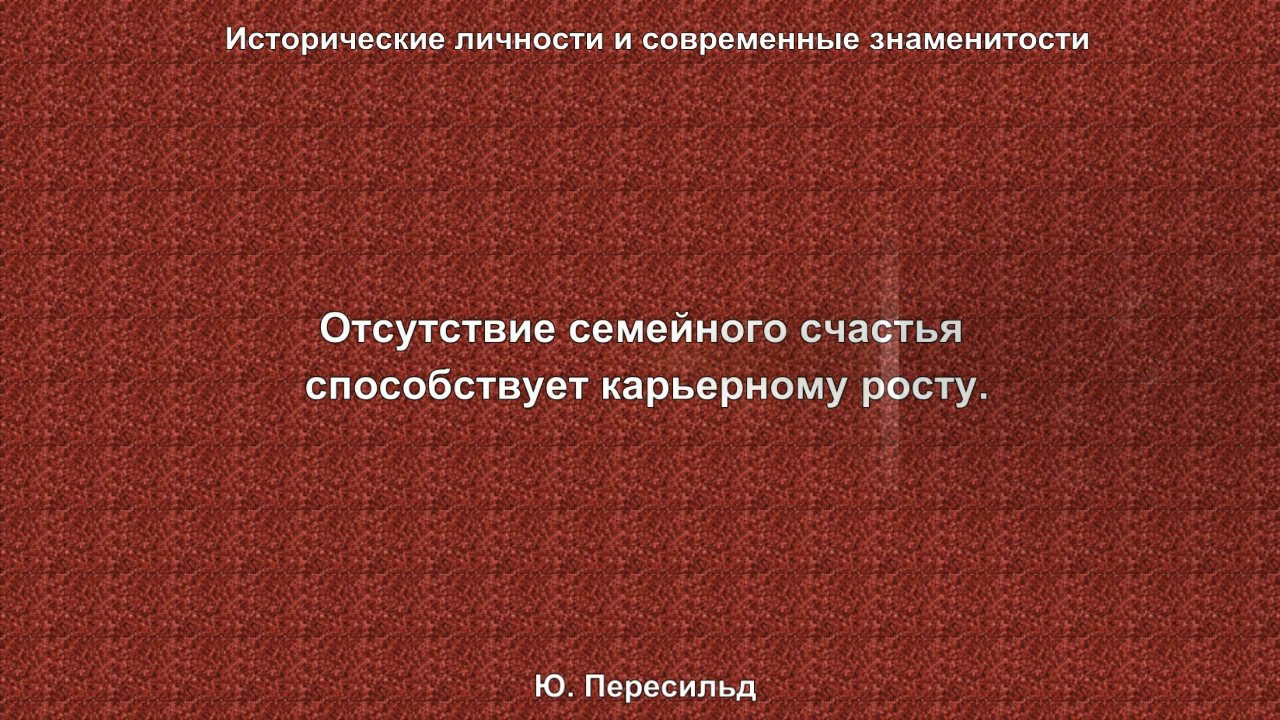 Исторические личности и современные знаменитости
Отсутствие семейного счастья
способствует карьерному росту.
Ю. Пересильд